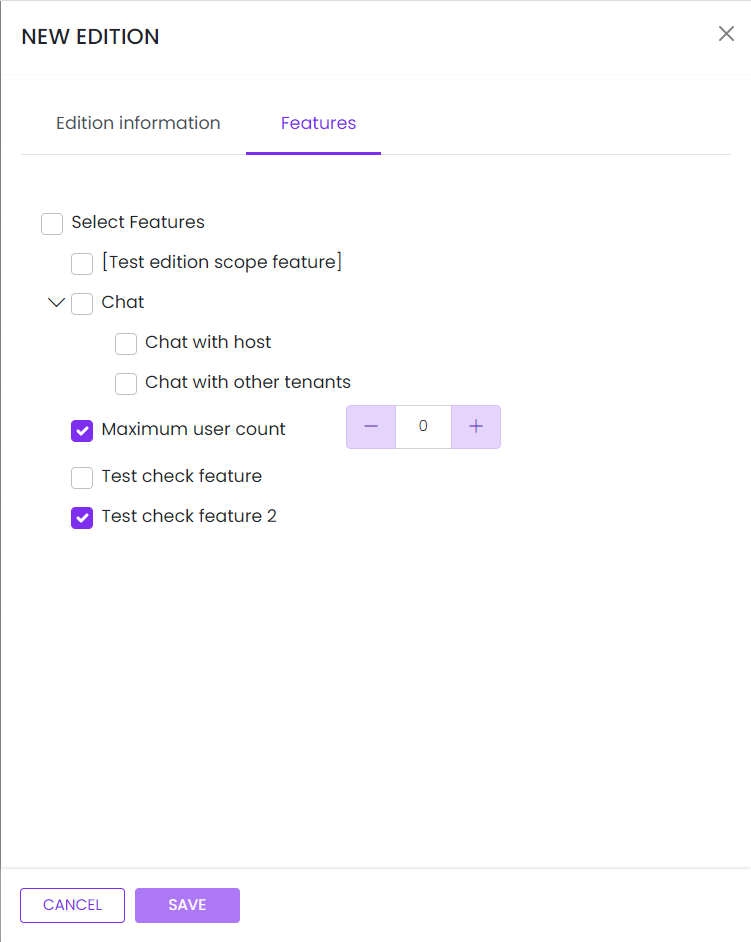 NEW EDITION
Edition information Features
Select Features
[Test edition scope feature]
Chat
Chat with host
Chat with other tenants
Maximum user count − 0 +
Test check feature
Test check feature 2
CANCEL SAVE